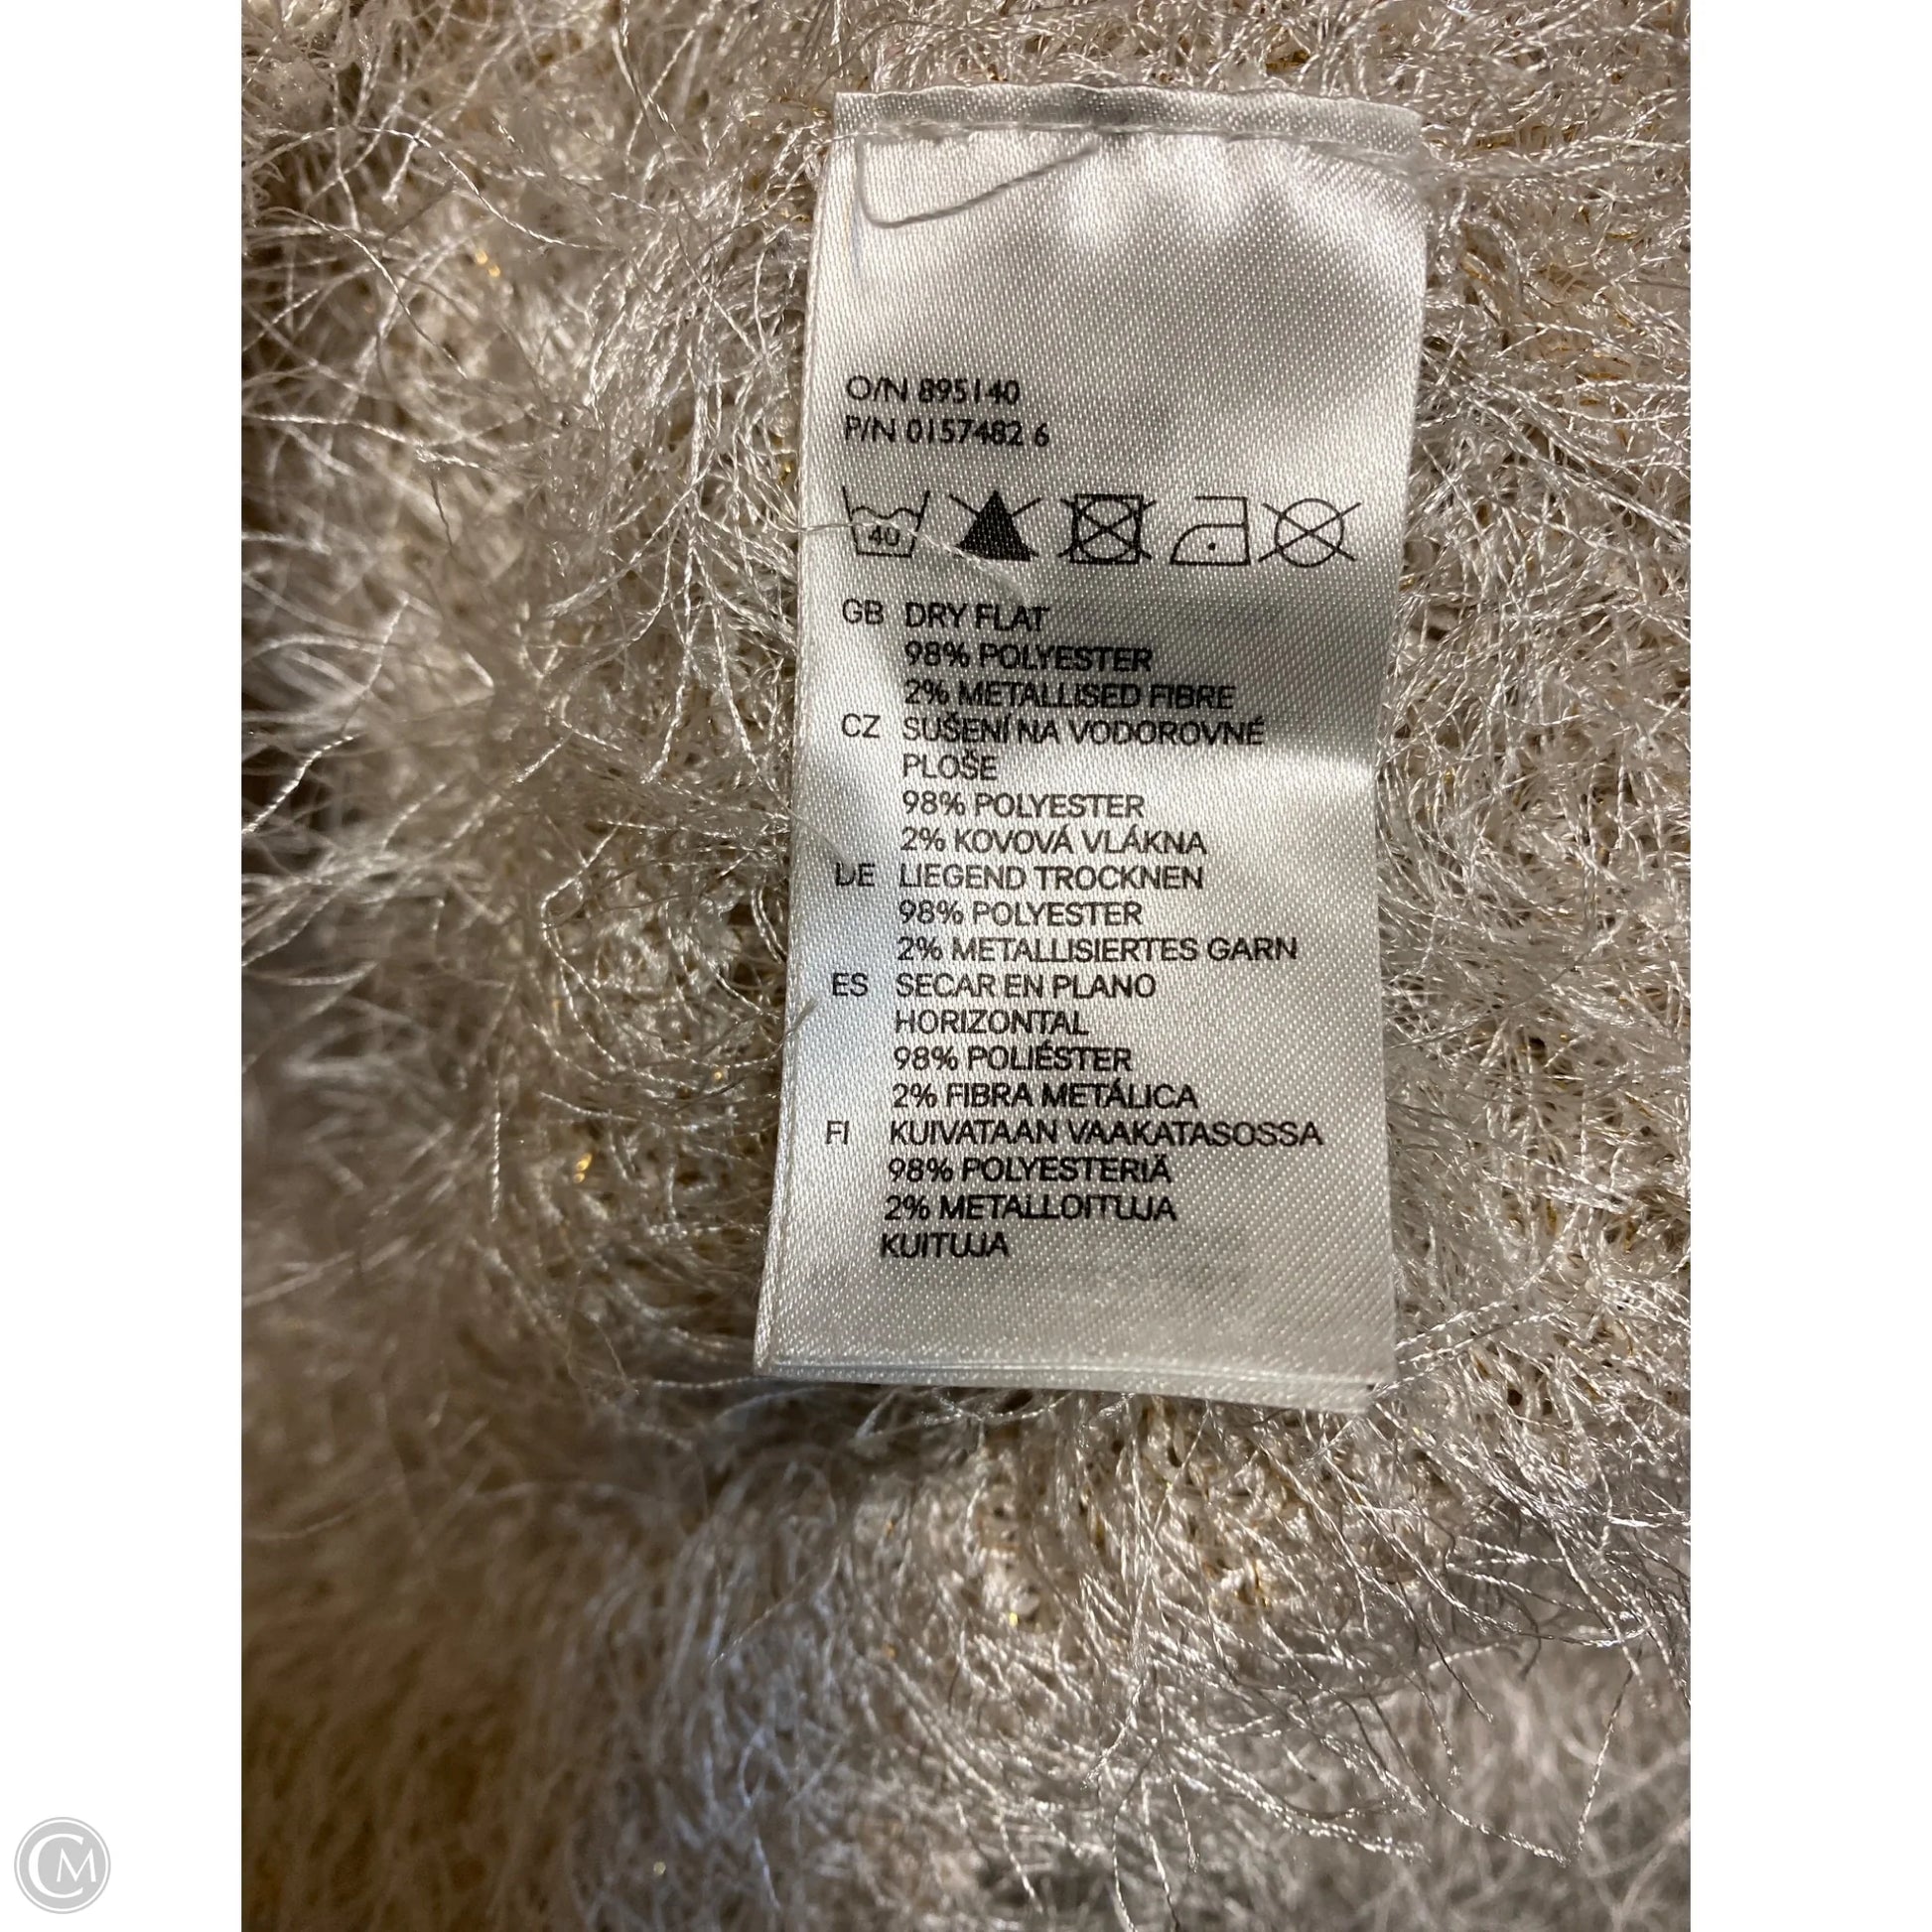 O/N 895140
P/N 0157482 6
40
GB DRY FLAT
98% POLYESTER
2% METALLISED FIBRE
CZ SUŠENÍ NA VODOROVNÉ
PLOŠE
98% POLYESTER
2% KOVOVÁ VLÁKNA
DE LIEGEND TROCKNEN
98% POLYESTER
2% METALLISIERTES GARN
ES SECAR EN PLANO
HORIZONTAL
98% POLIÉSTER
2% FIBRA METÁLICA
FI KUIVATAAN VAAKATASOSSA
98% POLYESTERIÄ
2% METALLOITUJA
KUITUJA
CM